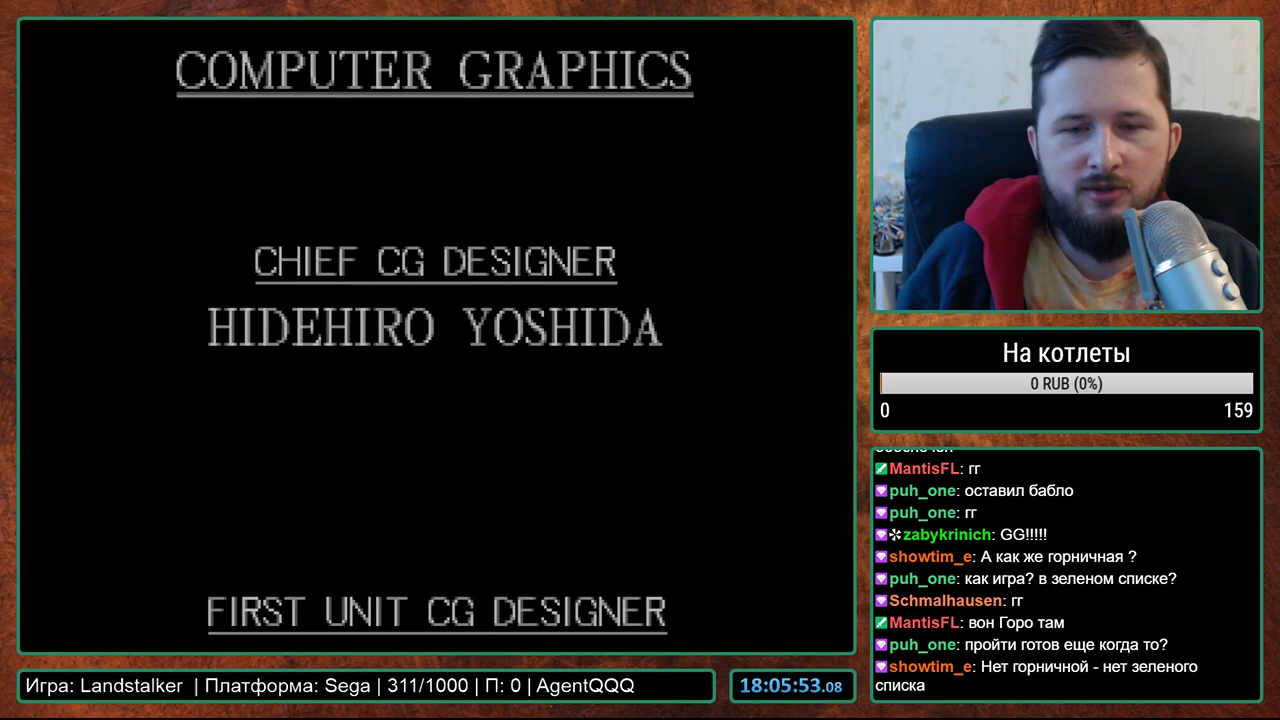 COMPUTER GRAPHICS
CHIEF CG DESIGNER
HIDEHIRO YOSHIDA
FIRST UNIT CG DESIGNER
Игра: Landstalker | Платформа: Sega | 311/1000 | П: 0 | AgentQQQ
18:05:53.08
На котлеты
0 RUB (0%)
0 159
MantisFL: гг
puh_one: оставил бабло
puh_one: гг
zabykrinich: GG!!!!!
showtim_e: А как же горничная ?
puh_one: как игра? в зеленом списке?
Schmalhausen: гг
MantisFL: вон Горо там
puh_one: пройти готов еще когда то?
showtim_e: Нет горничной - нет зеленого
списка